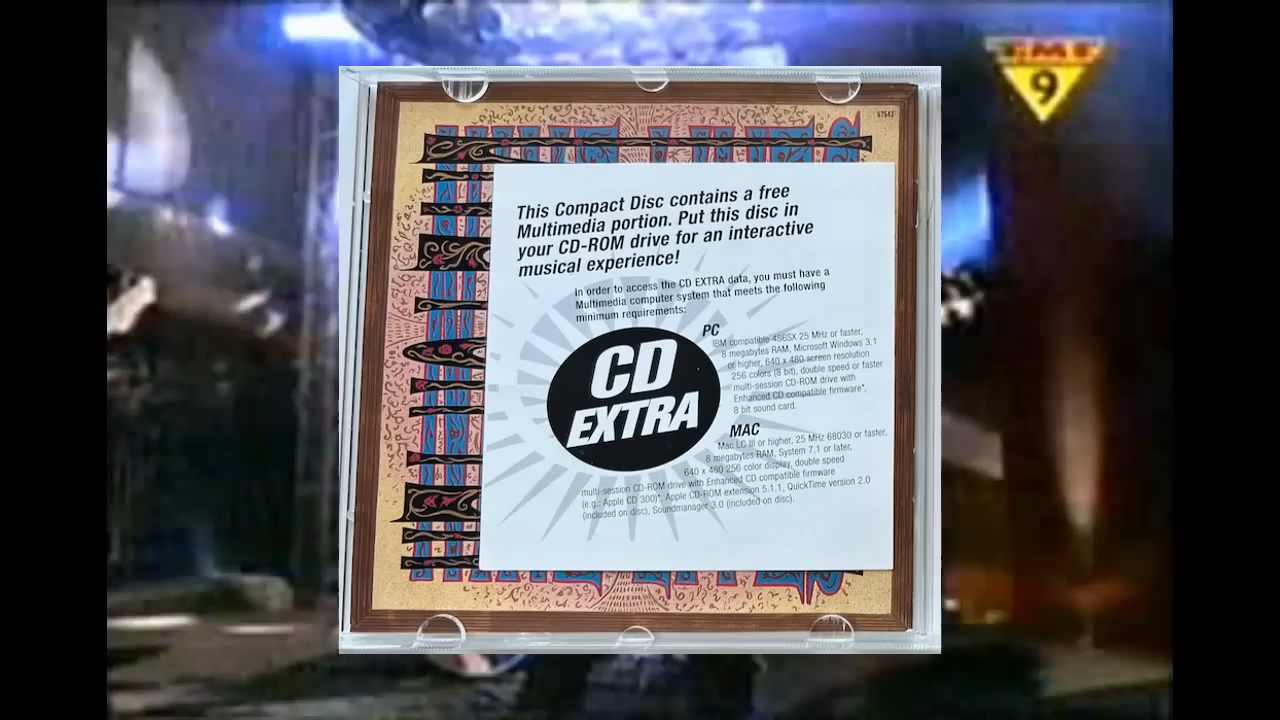 TMF
9
67543
This Compact Disc contains a free
Multimedia portion. Put this disc in
your CD-ROM drive for an interactive
musical experience!
In order to access the CD EXTRA data, you must have a
Multimedia computer system that meets the following
minimum requirements:
PC
IBM compatible 486SX 25 MHz or faster,
8 megabytes RAM, Microsoft Windows 3.1
or higher, 640 x 480 screen resolution
256 colors (8 bit), double speed or faster
multi-session CD-ROM drive with
Enhanced CD compatible firmware*,
8 bit sound card.
CD
EXTRA
MAC
Mac LC III or higher, 25 MHz 68030 or faster,
8 megabytes RAM, System 7.1 or later,
640 x 480 256 color display, double speed
multi-session CD-ROM drive with Enhanced CD compatible firmware
(e.g.: Apple CD 300)*, Apple CD-ROM extension 5.1.1, QuickTime version 2.0
(included on disc), Soundmanager 3.0 (included on disc).